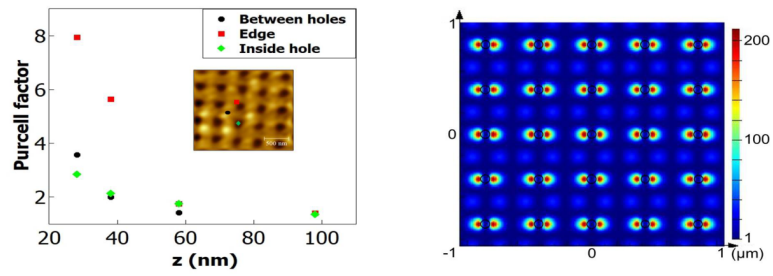 Purcell factor
8
6
4
2
20
40
60
80
100
z (nm)
Between holes
Edge
Inside hole
500 nm
1
0
-1
0
1
(μm)
200
100
1